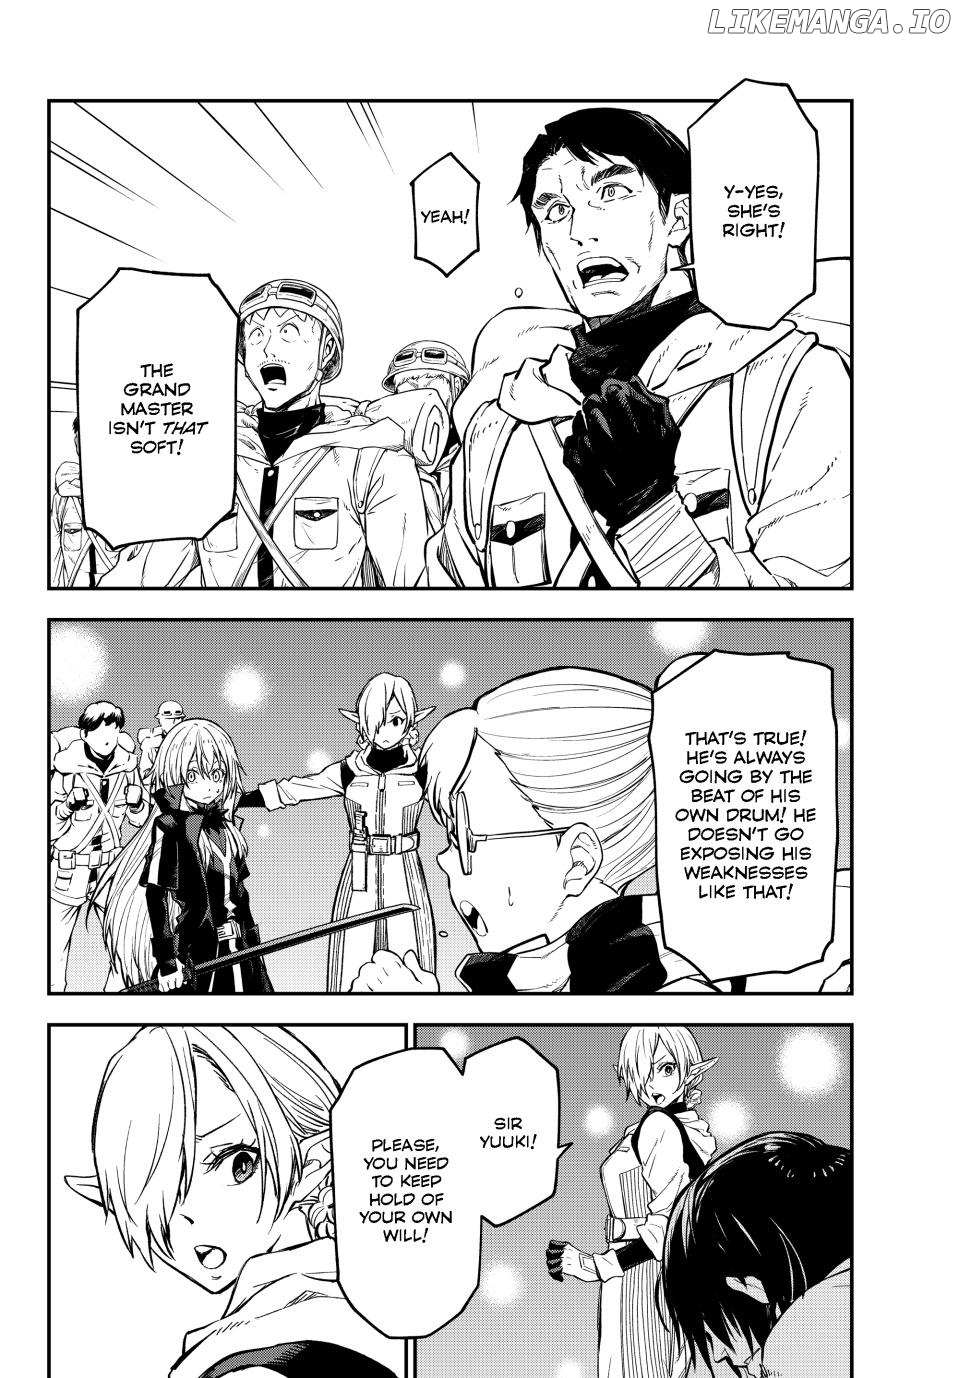 LIKEMANGA.IO
Y-YES,
SHE'S
RIGHT!
YEAH!
THE
GRAND
MASTER
ISN'T THAT
SOFT!
THAT'S TRUE!
HE'S ALWAYS
GOING BY THE
BEAT OF HIS
OWN DRUM! HE
DOESN'T GO
EXPOSING HIS
WEAKNESSES
LIKE THAT!
SIR
YUUKI!
PLEASE,
YOU NEED
TO KEEP
HOLD OF
YOUR OWN
WILL!